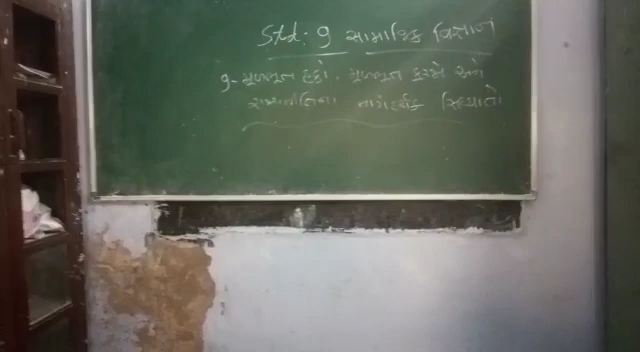 Std: 9 સામાજિક વિજ્ઞાન
9- મૂળભૂત હકો, મૂળભૂત ફરજો અને
રાજ્યનીતિના માર્ગદર્શક સિધ્ધાંતો